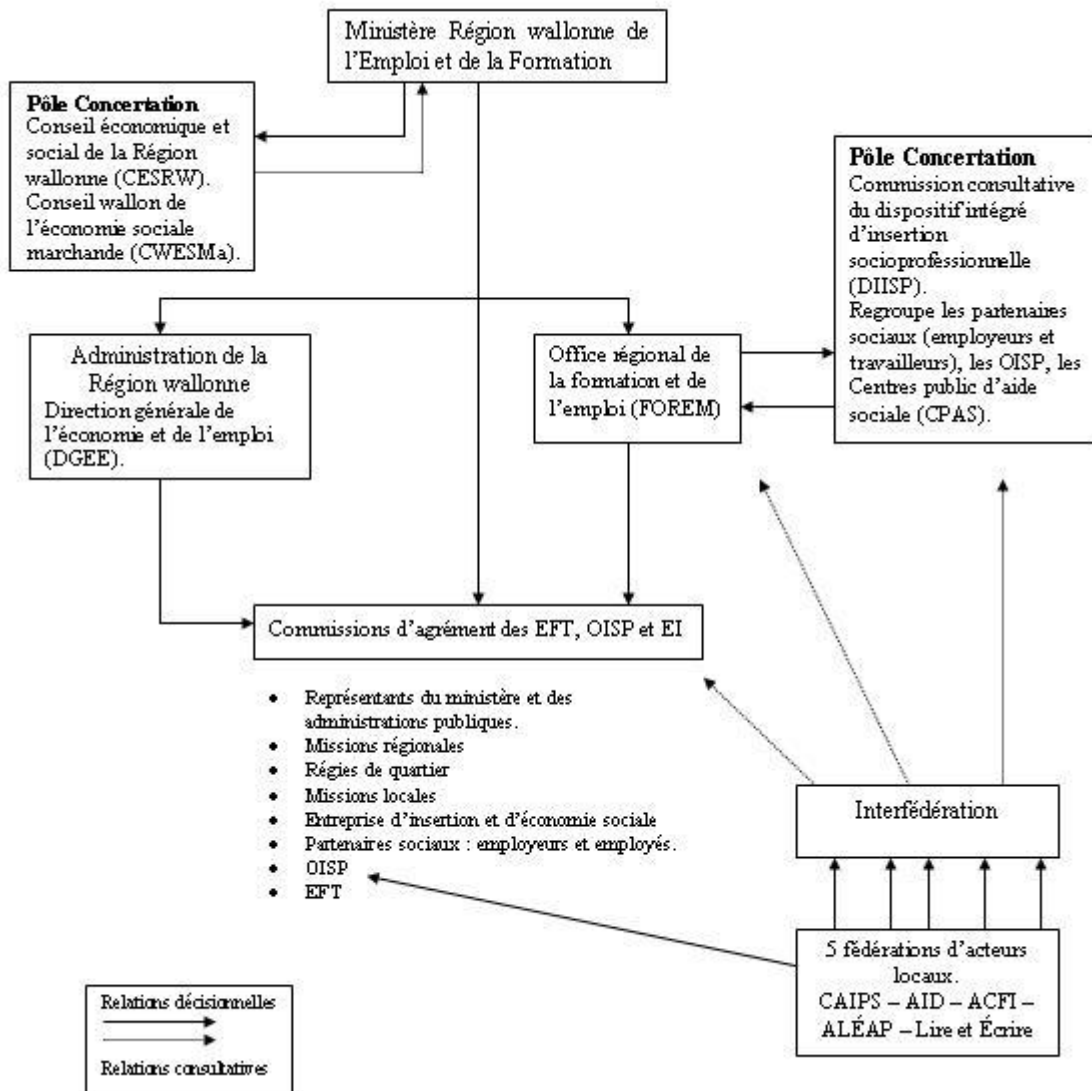 Ministère Région wallonne de
l'Emploi et de la Formation
Pôle Concertation
Conseil économique et
social de la Région
wallonne (CESRW).
Conseil wallon de
l'économie sociale
marchande (CWESMa).
Pôle Concertation
Commission consultative
du dispositif intégré
d'insertion
socioprofessionnelle
(DIISP).
Regroupe les partenaires
sociaux (employeurs et
travailleurs), les OISP, les
Centres public d'aide
sociale (CPAS).
Administration de la
Région wallonne
Direction générale de
l'économie et de l'emploi
(DGEE).
Office régional de
la formation et de
l'emploi (FOREM)
Commissions d'agrément des EFT, OISP et EI
• Représentants du ministère et des
administrations publiques.
• Missions régionales
• Régies de quartier
• Missions locales
• Entreprise d'insertion et d'économie sociale
• Partenaires sociaux : employeurs et employés.
• OISP
• EFT
Interfédération
5 fédérations d'acteurs
locaux.
CAIPS – AID – ACFI –
ALÉAP – Lire et Écrire
Relations décisionnelles
Relations consultatives